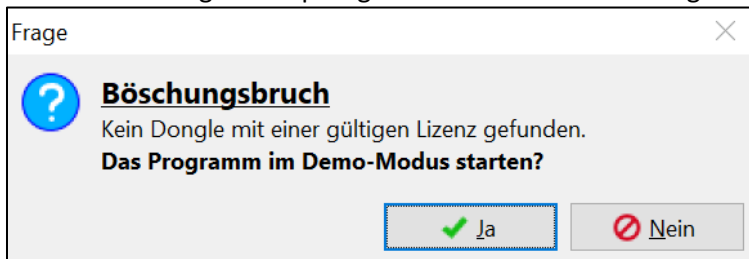 Frage
Böschungsbruch
Kein Dongle mit einer gültigen Lizenz gefunden.
Das Programm im Demo-Modus starten?
Ja
Nein